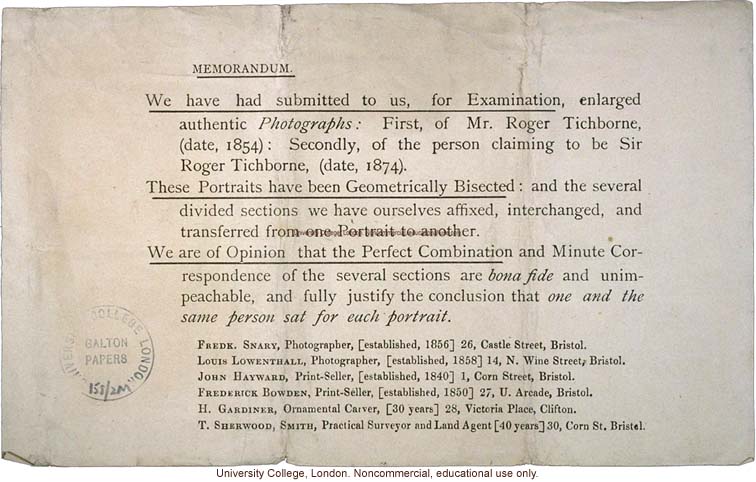 MEMORANDUM.
We have had submitted to us, for Examination, enlarged
authentic Photographs: First, of Mr. Roger Tichborne,
(date, 1854): Secondly, of the person claiming to be Sir
Roger Tichborne, (date, 1874).
These Portraits have been Geometrically Bisected: and the several
divided sections we have ourselves affixed, interchanged, and
transferred from one Portrait to another.
We are of Opinion that the Perfect Combination and Minute Cor-
respondence of the several sections are bona fide and unim-
peachable, and fully justify the conclusion that one and the
same person sat for each portrait.
FREDK. SNARY, Photographer, [established, 1856] 26, Castle Street, Bristol.
LOUIS LOWENTHALL, Photographer, [established, 1858] 14, N. Wine Street, Bristol.
JOHN HAYWARD, Print-Seller, [established, 1840] 1, Corn Street, Bristol.
FREDERICK BOWDEN, Print-Seller, [established, 1850] 27, U. Arcade, Bristol.
H. GARDINER, Ornamental Carver, [30 years] 28, Victoria Place, Clifton.
T. SHERWOOD, SMITH, Practical Surveyor and Land Agent [40 years] 30, Corn St. Bristol.
UNIVERSITY COLLEGE LONDON
GALTON
PAPERS
158/2M
University College, London. Noncommercial, educational use only.